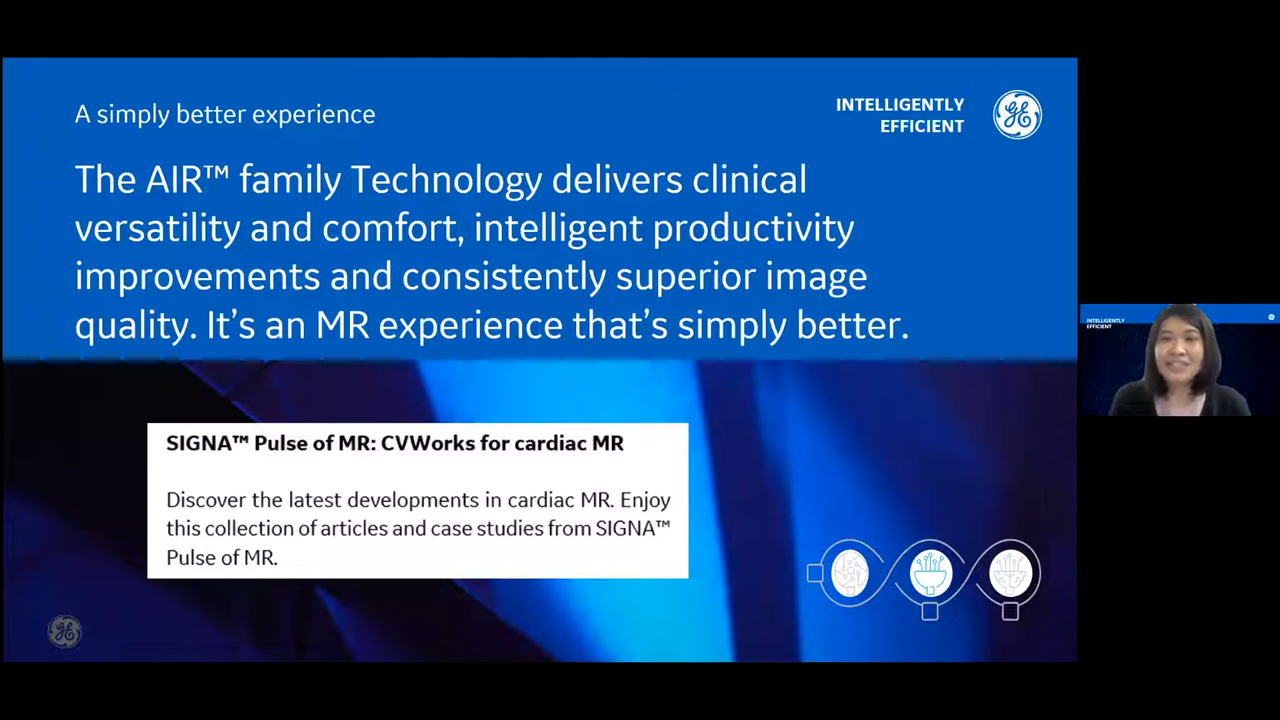 A simply better experience
INTELLIGENTLY
EFFICIENT
The AIR™ family Technology delivers clinical
versatility and comfort, intelligent productivity
improvements and consistently superior image
quality. It's an MR experience that's simply better.
INTELLIGENTLY
EFFICIENT
SIGNA™ Pulse of MR: CVWorks for cardiac MR
Discover the latest developments in cardiac MR. Enjoy
this collection of articles and case studies from SIGNA™
Pulse of MR.